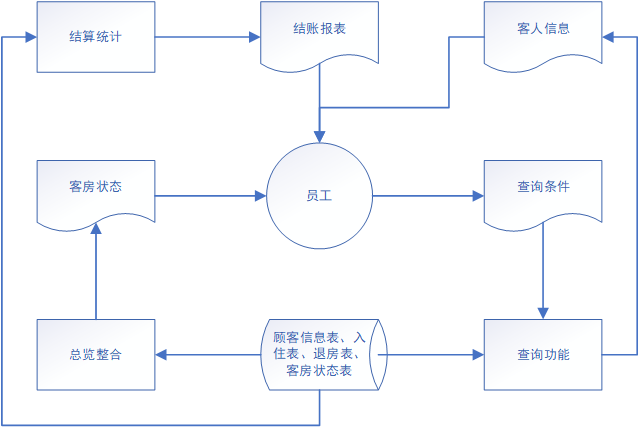 结算统计
结账报表
客人信息
客房状态
员工
查询条件
总览整合
顾客信息表、入
住表、退房表、
客房状态表
查询功能